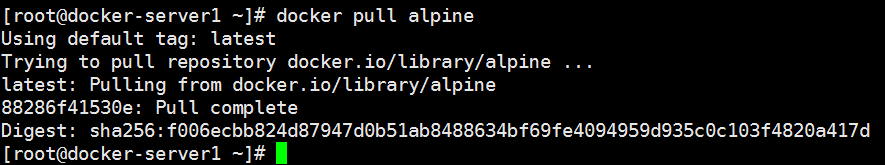 [root@docker-server1 ~]# docker pull alpine
Using default tag: latest
Trying to pull repository docker.io/library/alpine ...
latest: Pulling from docker.io/library/alpine
88286f41530e: Pull complete
Digest: sha256:f006ecbb824d87947d0b51ab8488634bf69fe4094959d935c0c103f4820a417d
[root@docker-server1 ~]#